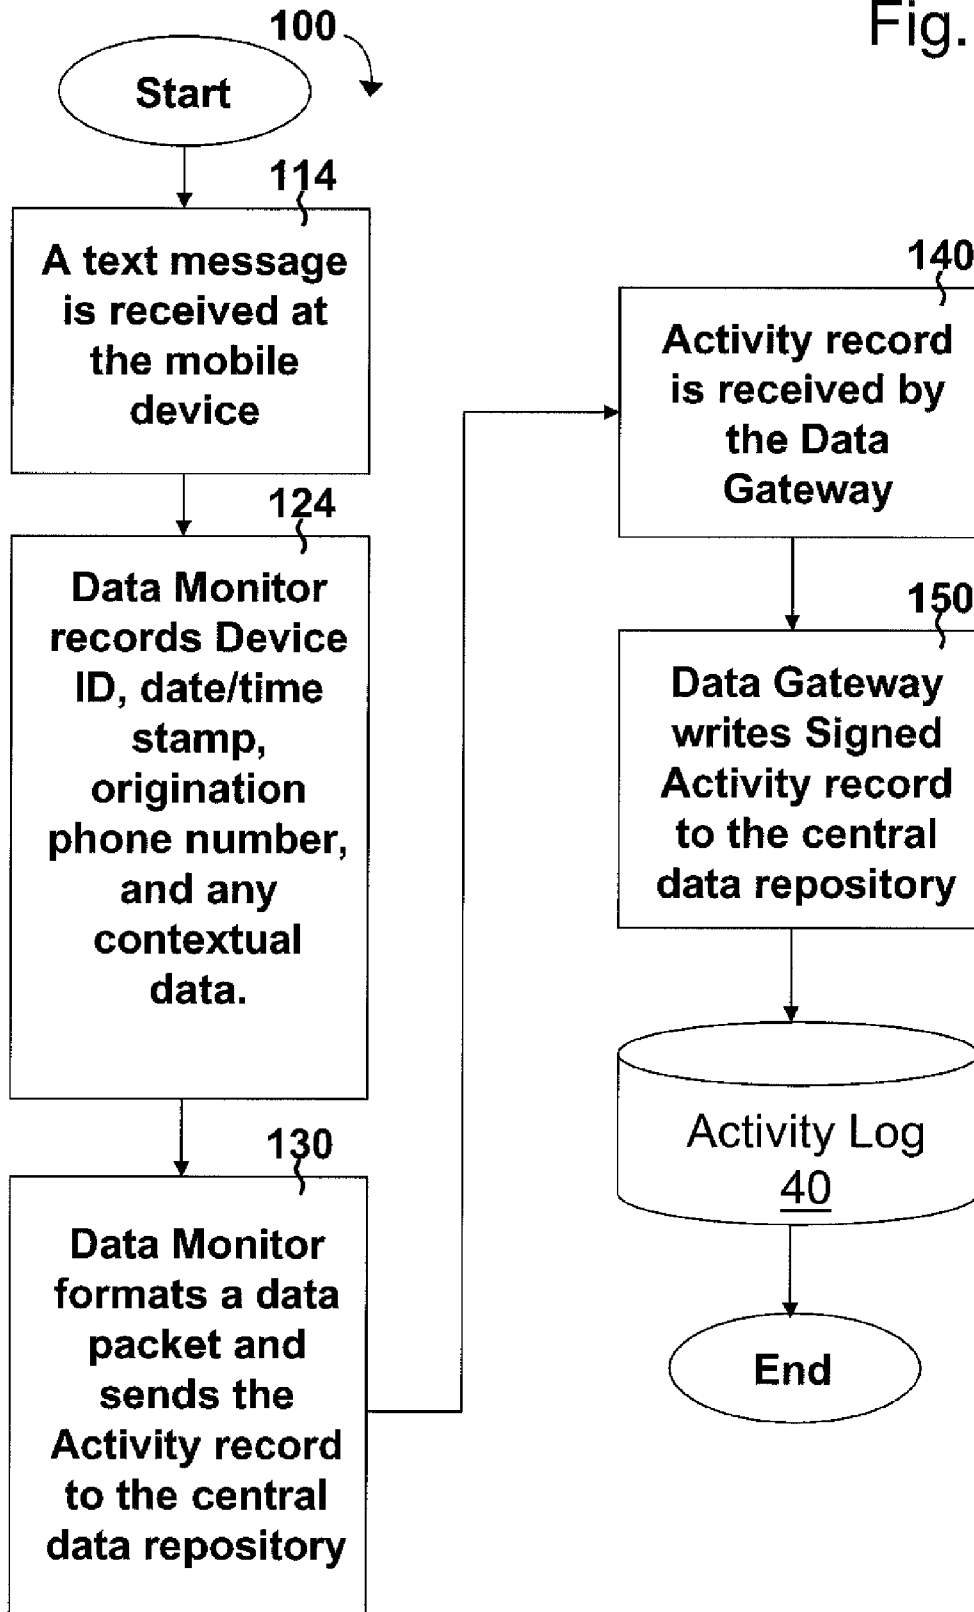 Fig.
100
Start
114
A text message
is received at
the mobile
device
124
Data Monitor
records Device
ID, date/time
stamp,
origination
phone number,
and any
contextual
data.
130
Data Monitor
formats a data
packet and
sends the
Activity record
to the central
data repository
140
Activity record
is received by
the Data
Gateway
150
Data Gateway
writes Signed
Activity record
to the central
data repository
Activity Log
40
End